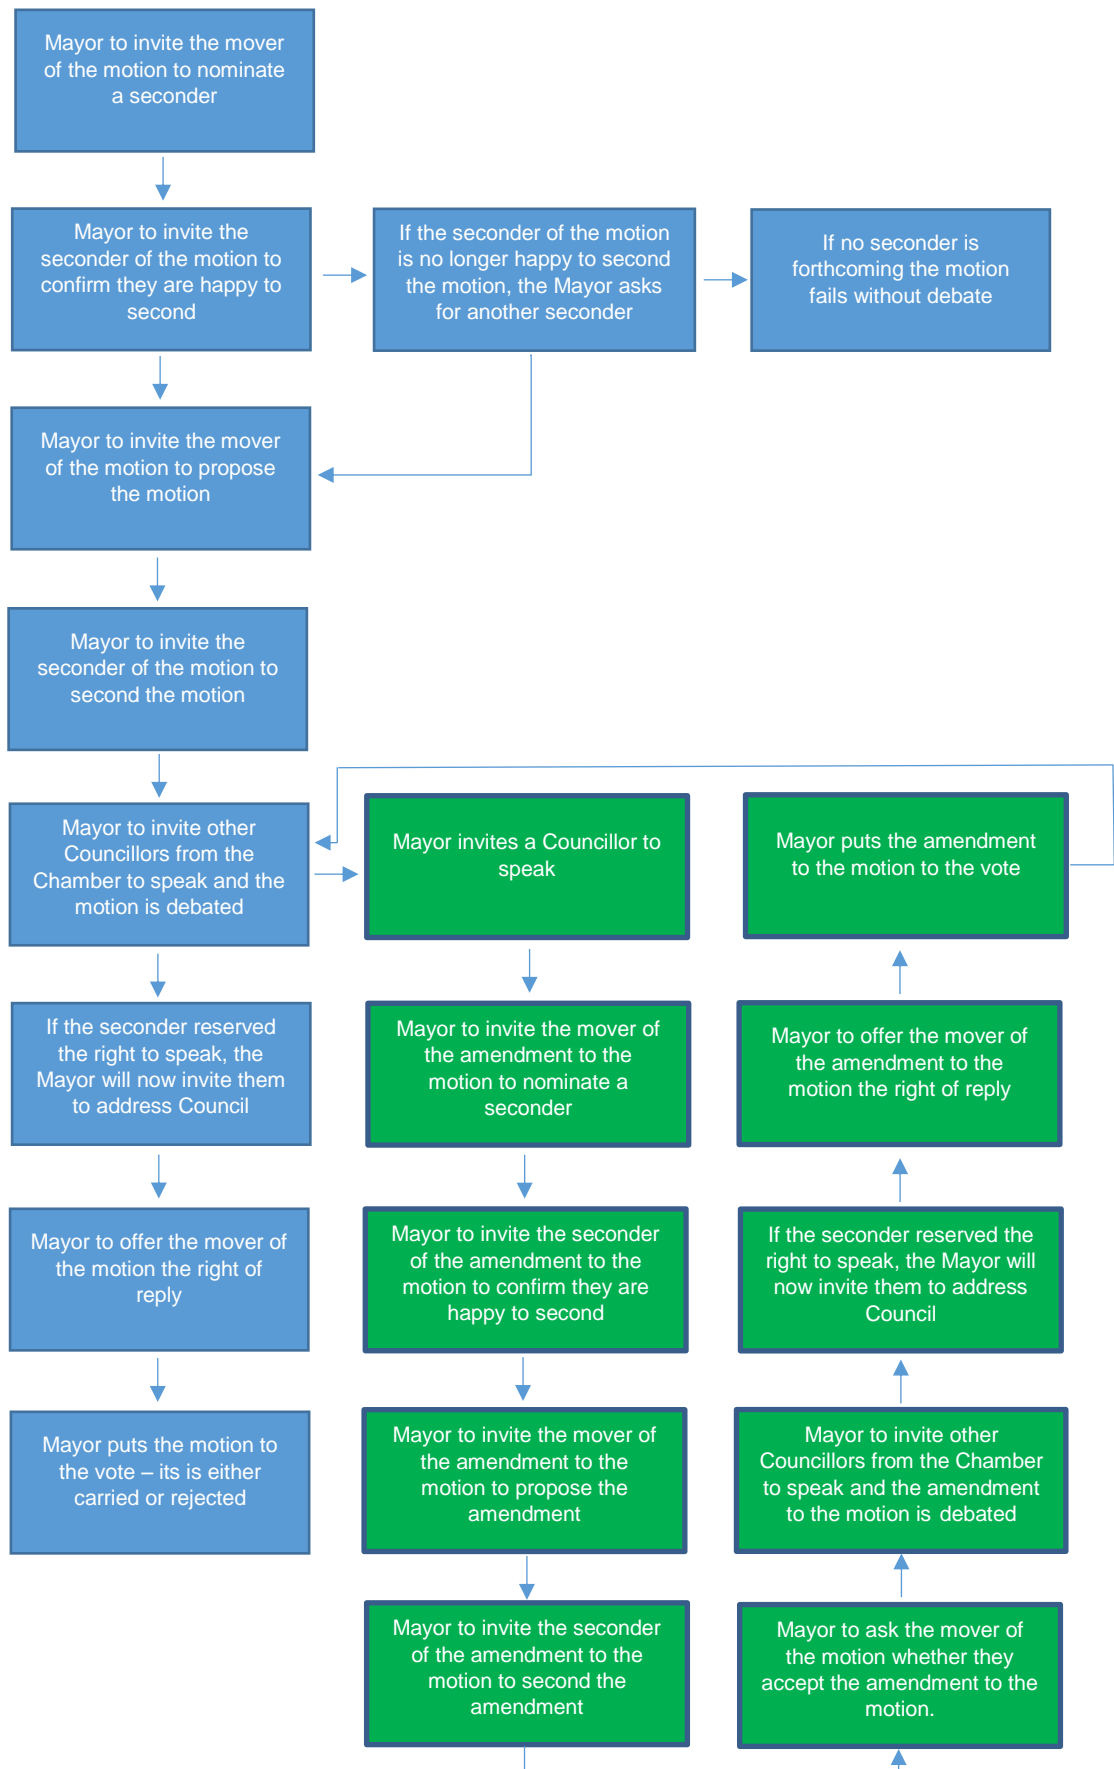 Mayor to invite the mover
of the motion to nominate
a seconder
Mayor to invite the
seconder of the motion to
confirm they are happy to
second
If the seconder of the motion
is no longer happy to second
the motion, the Mayor asks
for another seconder
If no seconder is
forthcoming the motion
fails without debate
Mayor to invite the mover
of the motion to propose
the motion
Mayor to invite the
seconder of the motion to
second the motion
Mayor to invite other
Councillors from the
Chamber to speak and the
motion is debated
If the seconder reserved
the right to speak, the
Mayor will now invite them
to address Council
Mayor to offer the mover of
the motion the right of
reply
Mayor puts the motion to
the vote – its is either
carried or rejected
Mayor invites a Councillor to
speak
Mayor to invite the mover of
the amendment to the
motion to nominate a
seconder
Mayor to invite the seconder
of the amendment to the
motion to confirm they are
happy to second
Mayor to invite the mover of
the amendment to the
motion to propose the
amendment
Mayor to invite the seconder
of the amendment to the
motion to second the
amendment
Mayor to ask the mover of
the motion whether they
accept the amendment to the
motion.
Mayor to invite other
Councillors from the Chamber
to speak and the amendment
to the motion is debated
If the seconder reserved the
right to speak, the Mayor will
now invite them to address
Council
Mayor to offer the mover of
the amendment to the
motion the right of reply
Mayor puts the amendment
to the motion to the vote